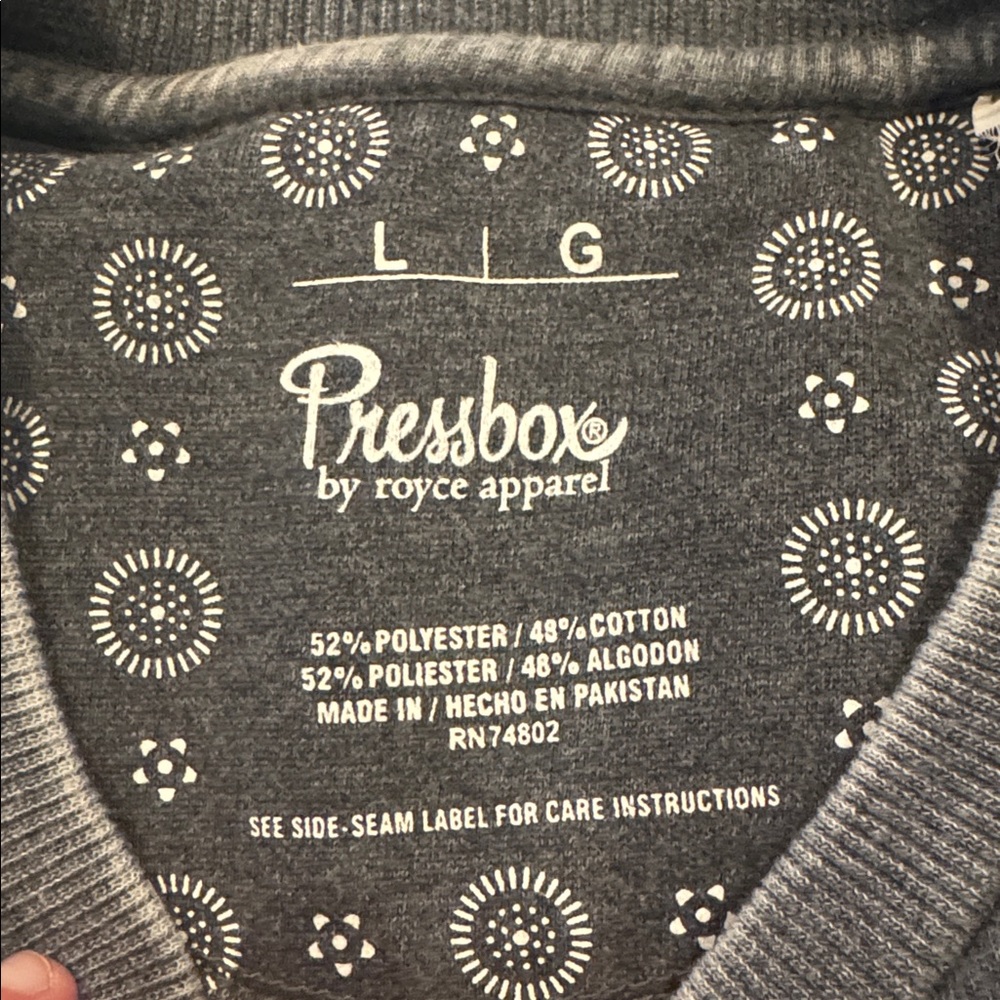 L | G
Pressbox®
by royce apparel
52% POLYESTER / 48% COTTON
52% POLIESTER / 48% ALGODON
MADE IN / HECHO EN PAKISTAN
RN74802
SEE SIDE-SEAM LABEL FOR CARE INSTRUCTIONS